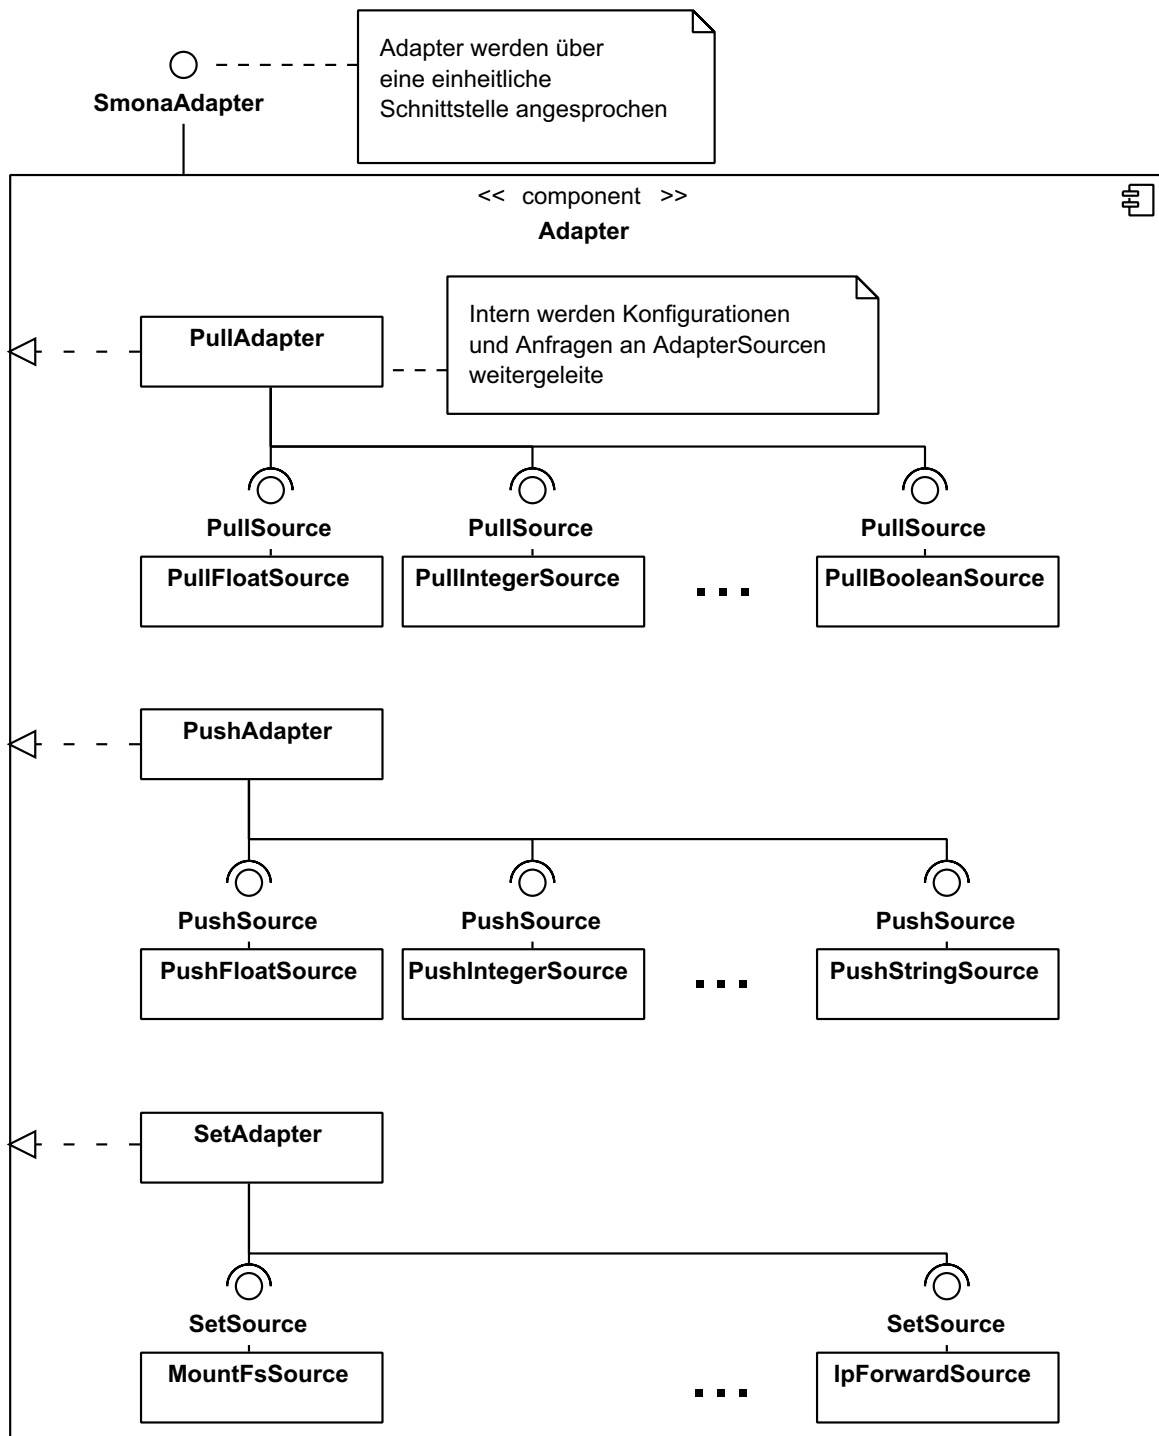 Adapter werden über
eine einheitliche
Schnittstelle angesprochen
SmonaAdapter
<< component >>
Adapter
Intern werden Konfigurationen
und Anfragen an AdapterSourcen
weitergeleite
PullAdapter
PullSource PullSource PullSource
PullFloatSource PullIntegerSource ... PullBooleanSource
PushAdapter
PushSource PushSource PushSource
PushFloatSource PushIntegerSource ... PushStringSource
SetAdapter
SetSource SetSource
MountFsSource ... IpForwardSource